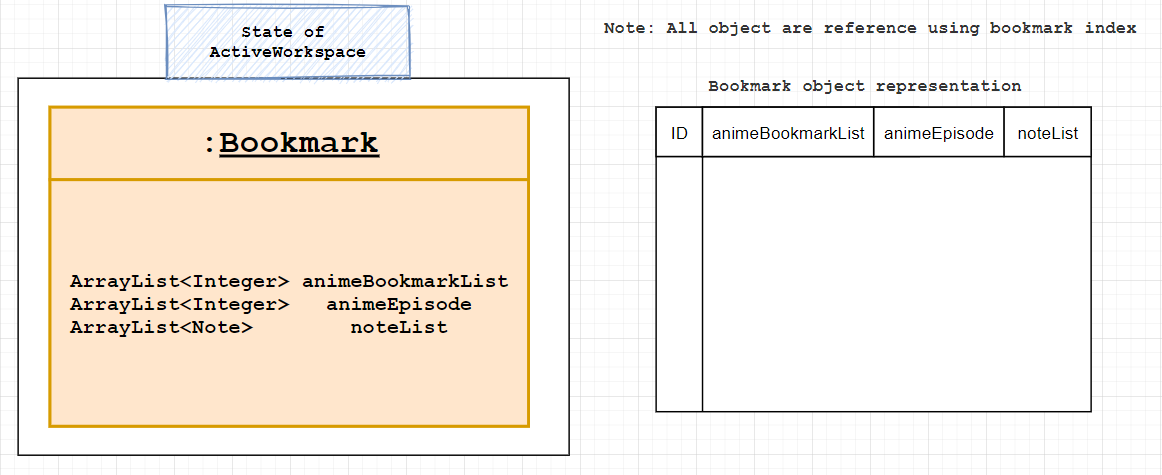 State of
ActiveWorkspace
:Bookmark
ArrayList<Integer> animeBookmarkList
ArrayList<Integer> animeEpisode
ArrayList<Note> noteList
Note: All object are reference using bookmark index
Bookmark object representation
ID animeBookmarkList animeEpisode noteList